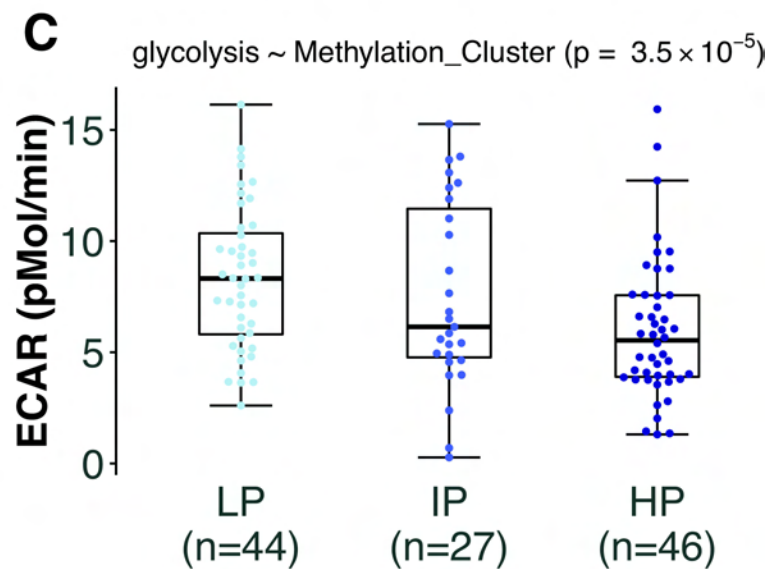 C
glycolysis ~ Methylation_Cluster (p = 3.5 × 10⁻⁵)
ECAR (pMol/min)
15
10
5
0
LP IP HP
(n=44) (n=27) (n=46)